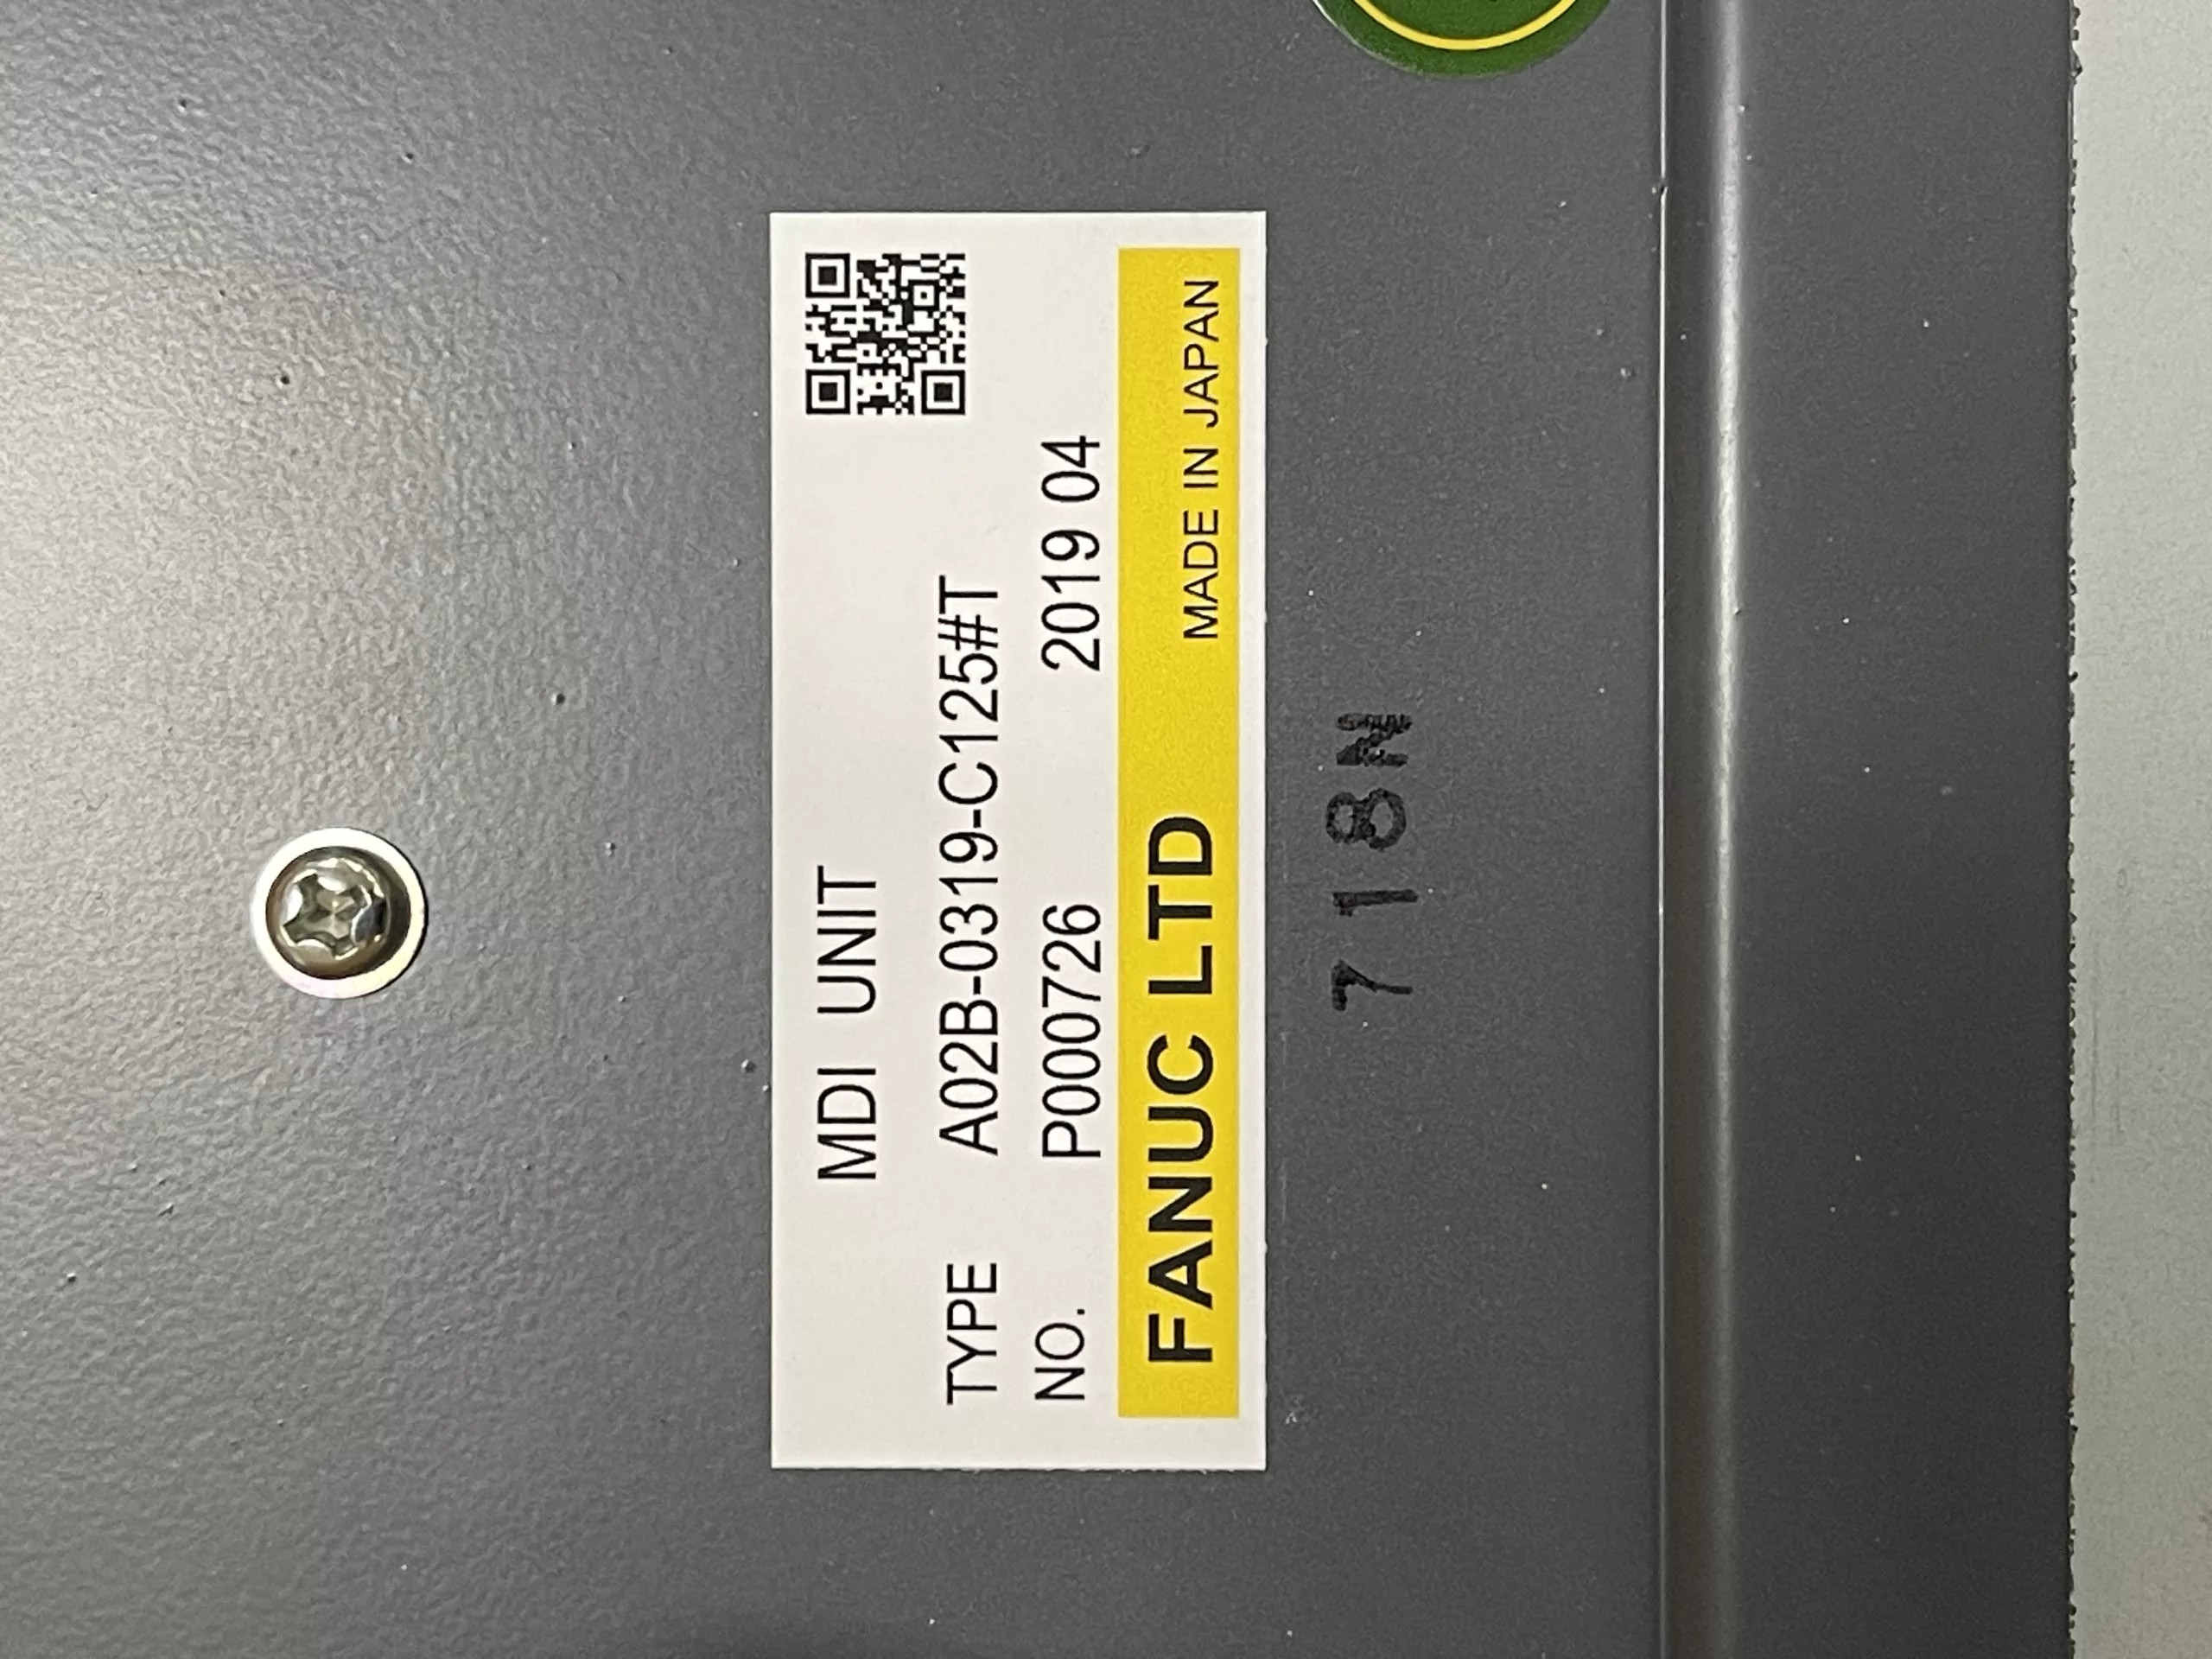 MDI UNIT
TYPE A02B-0319-C125#T
NO. P000726 2019 04
FANUC LTD MADE IN JAPAN
718N